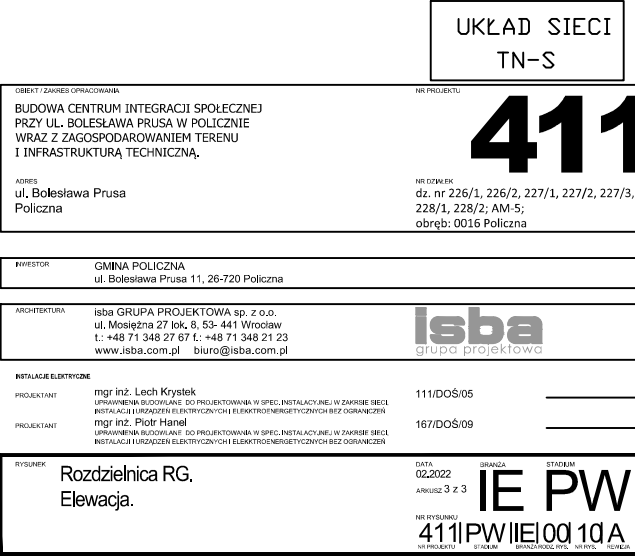 UKŁAD SIECI
TN-S
OBIEKT / ZAKRES OPRACOWANIA
BUDOWA CENTRUM INTEGRACJI SPOŁECZNEJ
PRZY UL. BOLESŁAWA PRUSA W POLICZNIE
WRAZ Z ZAGOSPODAROWANIEM TERENU
I INFRASTRUKTURĄ TECHNICZNĄ.
NR PROJEKTU
411
ADRES
ul. Bolesława Prusa
Policzna
NR DZIAŁEK
dz. nr 226/1, 226/2, 227/1, 227/2, 227/3,
228/1, 228/2; AM-5;
obręb: 0016 Policzna
INWESTOR
GMINA POLICZNA
ul. Bolesława Prusa 11, 26-720 Policzna
ARCHITEKTURA
isba GRUPA PROJEKTOWA sp. z o.o.
ul. Mosiężna 27 lok. 8, 53- 441 Wrocław
t.: +48 71 348 27 67 f.: +48 71 348 21 23
www.isba.com.pl biuro@isba.com.pl
isba
grupa projektowa
INSTALACJE ELEKTRYCZNE
PROJEKTANT
mgr inż. Lech Krystek
UPRAWNIENIA BUDOWLANE DO PROJEKTOWANIA W SPEC. INSTALACYJNEJ W ZAKRSIE SIECI,
INSTALACJI I URZĄDZEŃ ELEKTRYCZNYCH I ELEKKTROENERGETYCZNYCH BEZ OGRANICZEŃ
111/DOŚ/05
PROJEKTANT
mgr inż. Piotr Hanel
UPRAWNIENIA BUDOWLANE DO PROJEKTOWANIA W SPEC. INSTALACYJNEJ W ZAKRSIE SIECI,
INSTALACJI I URZĄDZEŃ ELEKTRYCZNYCH I ELEKKTROENERGETYCZNYCH BEZ OGRANICZEŃ
167/DOŚ/09
RYSUNEK
Rozdzielnica RG.
Elewacja.
DATA
02.2022
ARKUSZ 3 z 3
BRANŻA
IE
STADIUM
PW
NR RYSUNKU
411|PW|IE|00|10|A
NR PROJEKTU STADIUM BRANŻA RODZ. RYS. NR RYS. REWIZJA